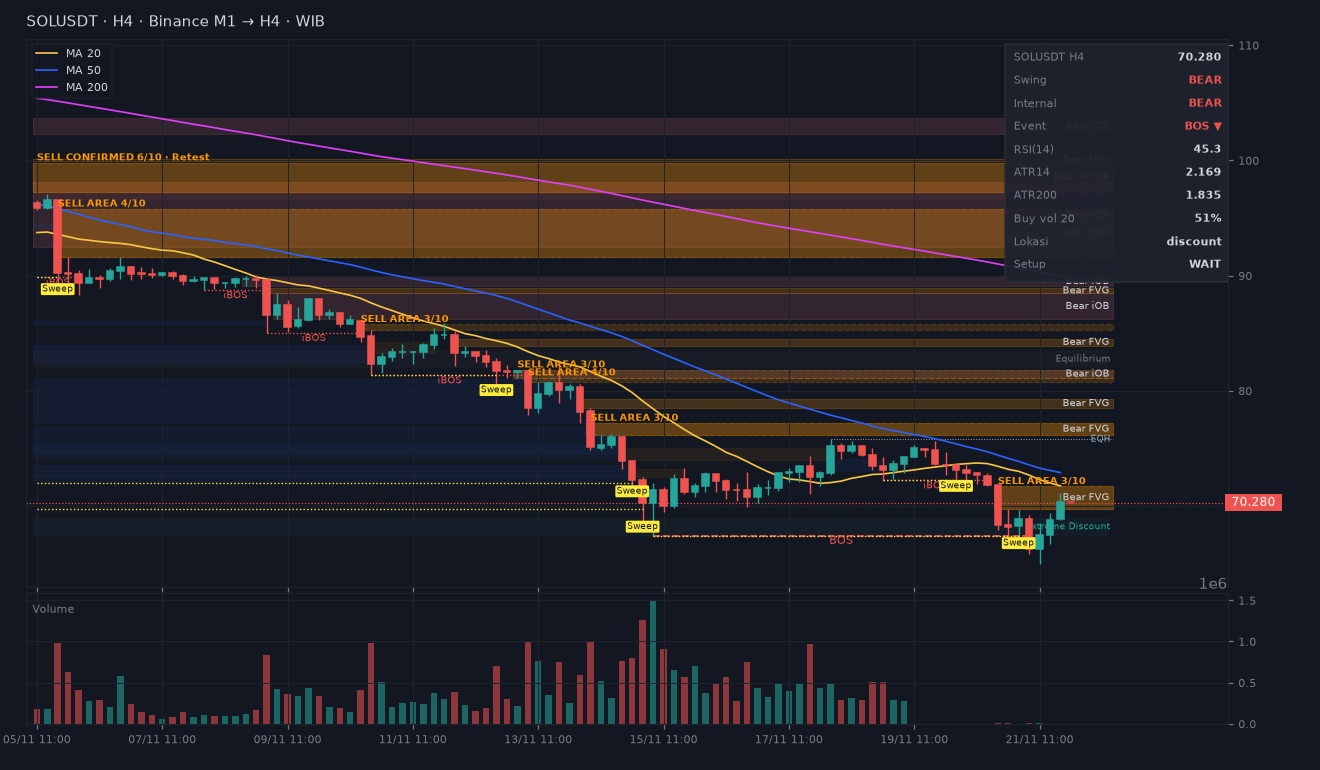 SOLUSDT · H4 · Binance M1 → H4 · WIB
MA 20
MA 50
MA 200
SOLUSDT H4 70.280
Swing BEAR
Internal BEAR
Event BOS ▼
RSI(14) 45.3
ATR14 2.169
ATR200 1.835
Buy vol 20 51%
Lokasi discount
Setup WAIT
110
100
90
80
70.280
Bear iOB
Bear FVG
SELL CONFIRMED 6/10 · Retest
SELL AREA 4/10
Sweep
iBOS
Bear FVG
Bear iOB
iBOS
SELL AREA 3/10
Bear FVG
Equilibrium
SELL AREA 3/10
SELL AREA 4/10
Bear iOB
iBOS
Sweep
Bear FVG
SELL AREA 3/10
Bear FVG
EQH
SELL AREA 3/10
Sweep
Sweep
Bear FVG
Sweep
Extreme Discount
BOS
Sweep
1e6
Volume
1.5
1.0
0.5
0.0
05/11 11:00
07/11 11:00
09/11 11:00
11/11 11:00
13/11 11:00
15/11 11:00
17/11 11:00
19/11 11:00
21/11 11:00